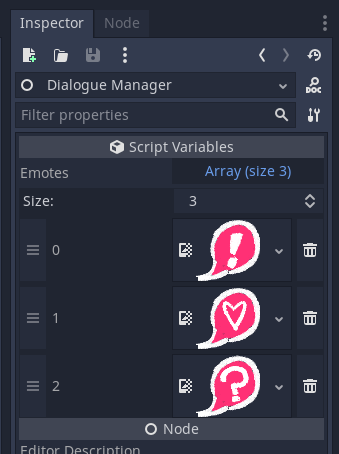 Inspector Node
DOC
Dialogue Manager
Filter properties
Script Variables
Emotes Array (size 3)
Size: 3
0
!
1
2
?
Node
Editor Description